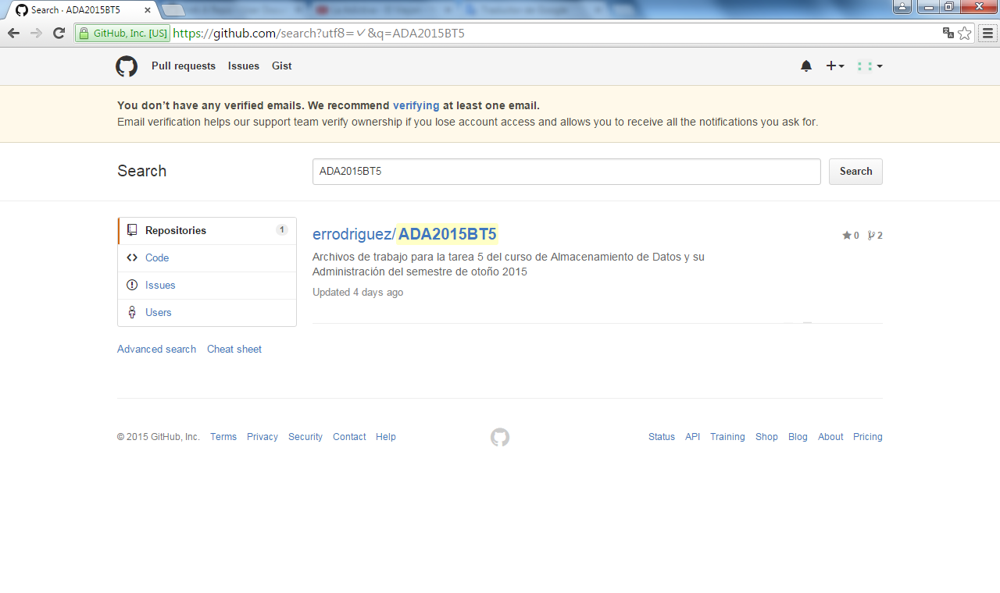 Search · ADA2015BT5
GitHub, Inc. [US] https://github.com/search?utf8=✓&q=ADA2015BT5
Pull requests Issues Gist
You don't have any verified emails. We recommend verifying at least one email.
Email verification helps our support team verify ownership if you lose account access and allows you to receive all the notifications you ask for.
Search ADA2015BT5 Search
Repositories 1
Code
Issues
Users
Advanced search Cheat sheet
errodriguez/ADA2015BT5 0 2
Archivos de trabajo para la tarea 5 del curso de Almacenamiento de Datos y su
Administración del semestre de otoño 2015
Updated 4 days ago
© 2015 GitHub, Inc. Terms Privacy Security Contact Help Status API Training Shop Blog About Pricing